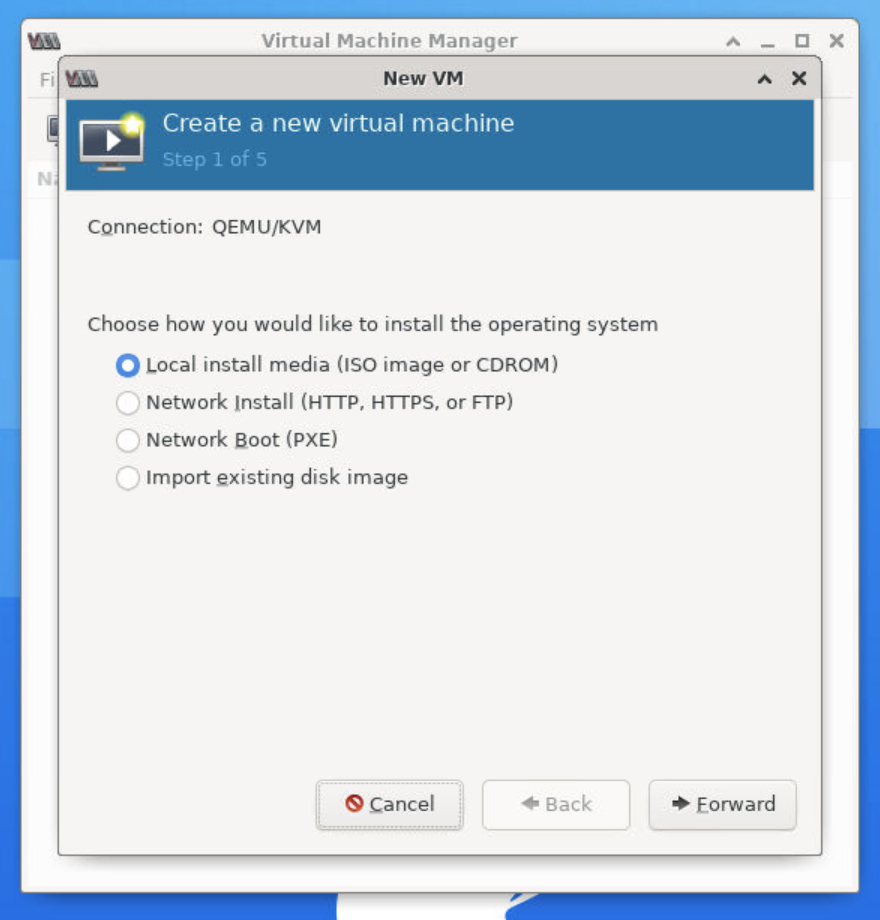 Virtual Machine Manager
Fi
New VM
Create a new virtual machine
Step 1 of 5
Na
Connection: QEMU/KVM
Choose how you would like to install the operating system
Local install media (ISO image or CDROM)
Network Install (HTTP, HTTPS, or FTP)
Network Boot (PXE)
Import existing disk image
Cancel Back Forward